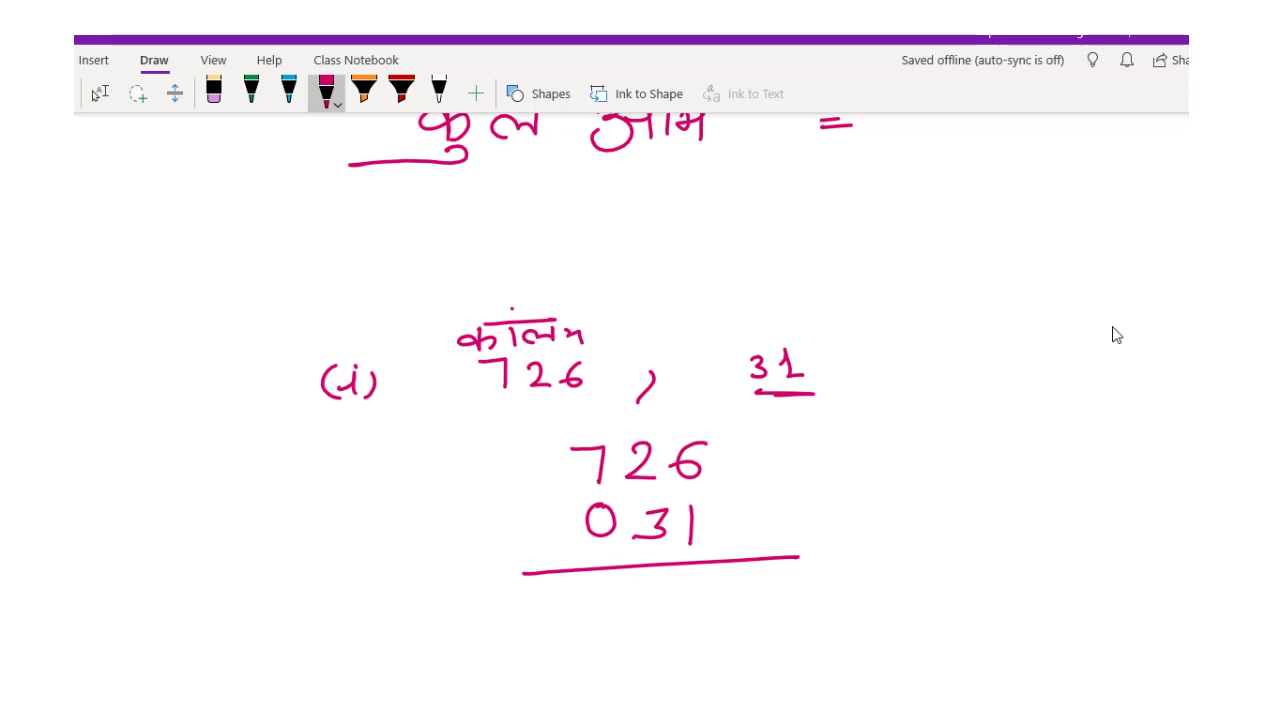 Insert Draw View Help Class Notebook Saved offline (auto-sync is off)
Shapes Ink to Shape Ink to Text
कुल आम =
कालम
(i) 726 , 31
726
031